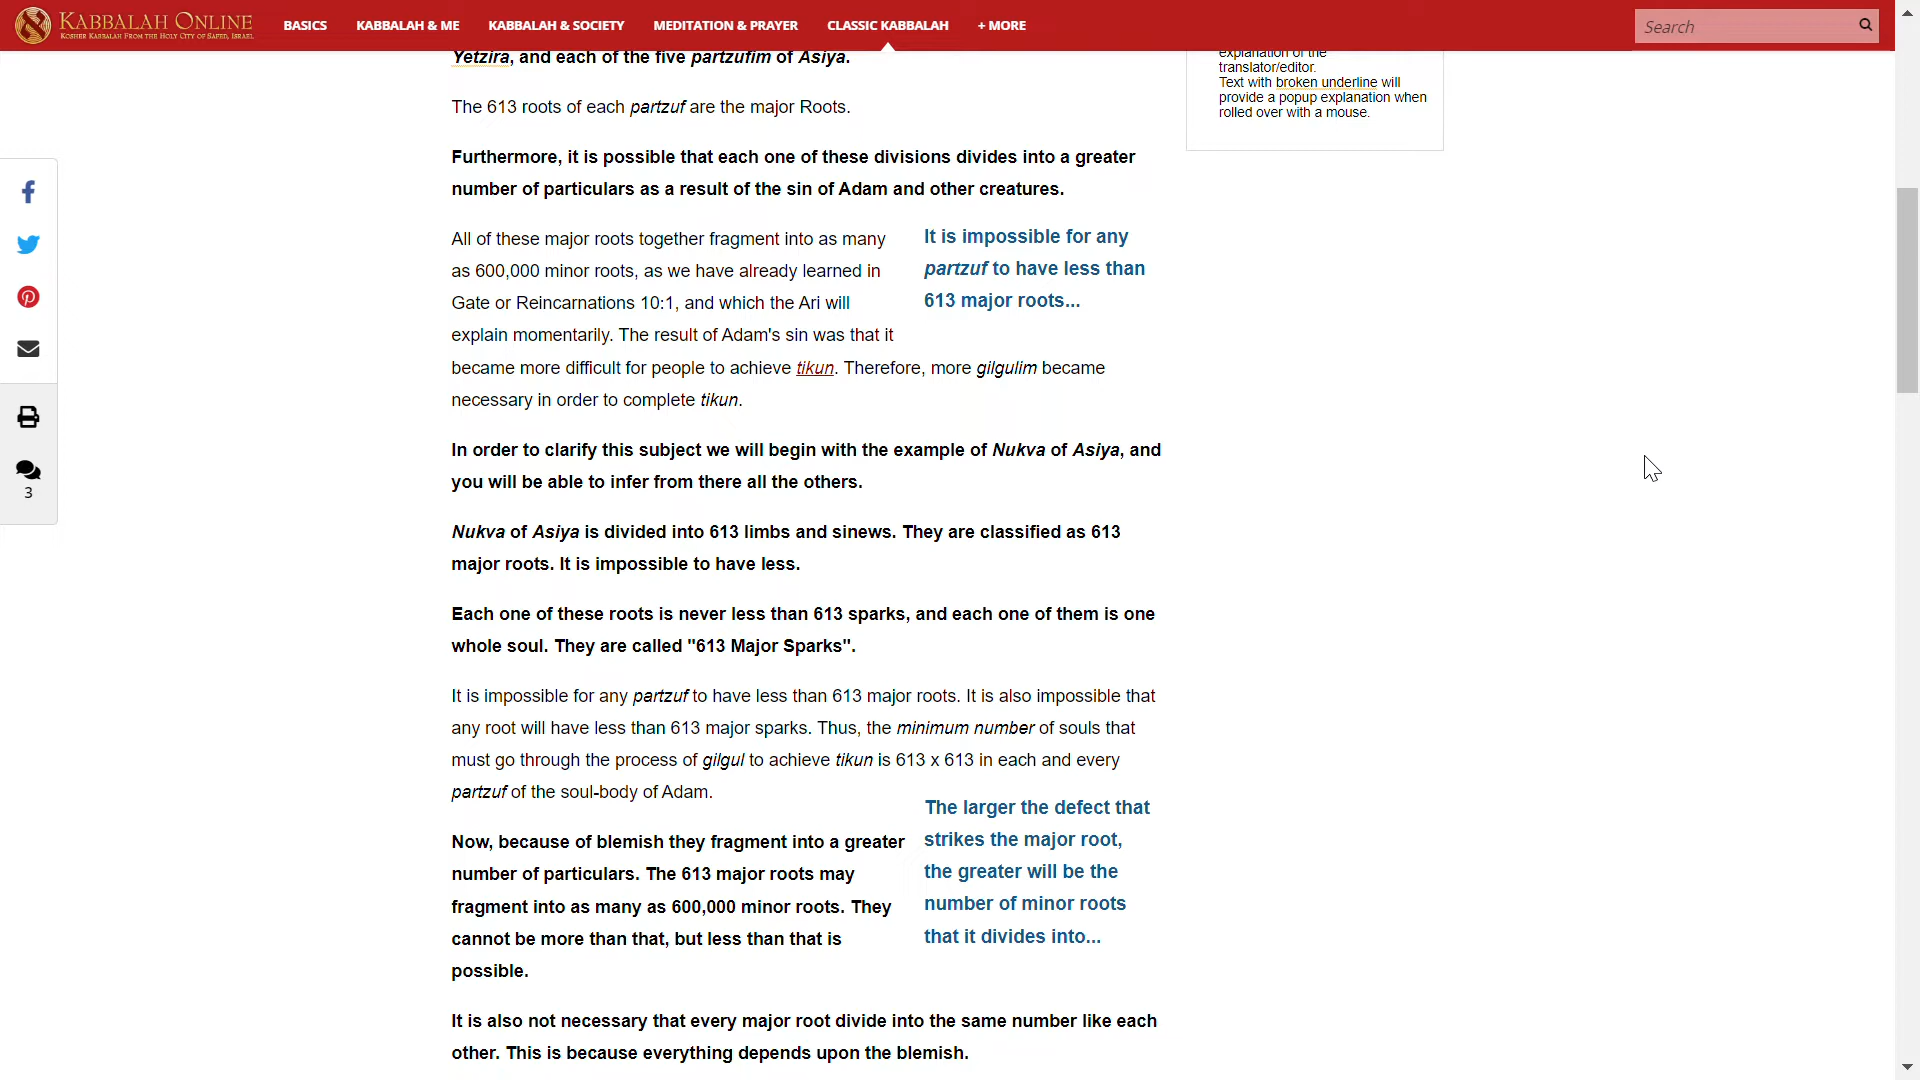 KABBALAH ONLINE
KOSHER KABBALAH FROM THE HOLY CITY OF SAFED, ISRAEL
BASICS
KABBALAH & ME
KABBALAH & SOCIETY
MEDITATION & PRAYER
CLASSIC KABBALAH
+ MORE
Search
Yetzira, and each of the five partzufim of Asiya.
The 613 roots of each partzuf are the major Roots.
Furthermore, it is possible that each one of these divisions divides into a greater
number of particulars as a result of the sin of Adam and other creatures.
All of these major roots together fragment into as many
as 600,000 minor roots, as we have already learned in
Gate or Reincarnations 10:1, and which the Ari will
explain momentarily. The result of Adam's sin was that it
became more difficult for people to achieve tikun. Therefore, more gilgulim became
necessary in order to complete tikun.
It is impossible for any
partzuf to have less than
613 major roots...
In order to clarify this subject we will begin with the example of Nukva of Asiya, and
you will be able to infer from there all the others.
Nukva of Asiya is divided into 613 limbs and sinews. They are classified as 613
major roots. It is impossible to have less.
Each one of these roots is never less than 613 sparks, and each one of them is one
whole soul. They are called "613 Major Sparks".
It is impossible for any partzuf to have less than 613 major roots. It is also impossible that
any root will have less than 613 major sparks. Thus, the minimum number of souls that
must go through the process of gilgul to achieve tikun is 613 x 613 in each and every
partzuf of the soul-body of Adam.
Now, because of blemish they fragment into a greater
number of particulars. The 613 major roots may
fragment into as many as 600,000 minor roots. They
cannot be more than that, but less than that is
possible.
The larger the defect that
strikes the major root,
the greater will be the
number of minor roots
that it divides into...
It is also not necessary that every major root divide into the same number like each
other. This is because everything depends upon the blemish.
explanation of the
translator/editor.
Text with broken underline will
provide a popup explanation when
rolled over with a mouse.
3